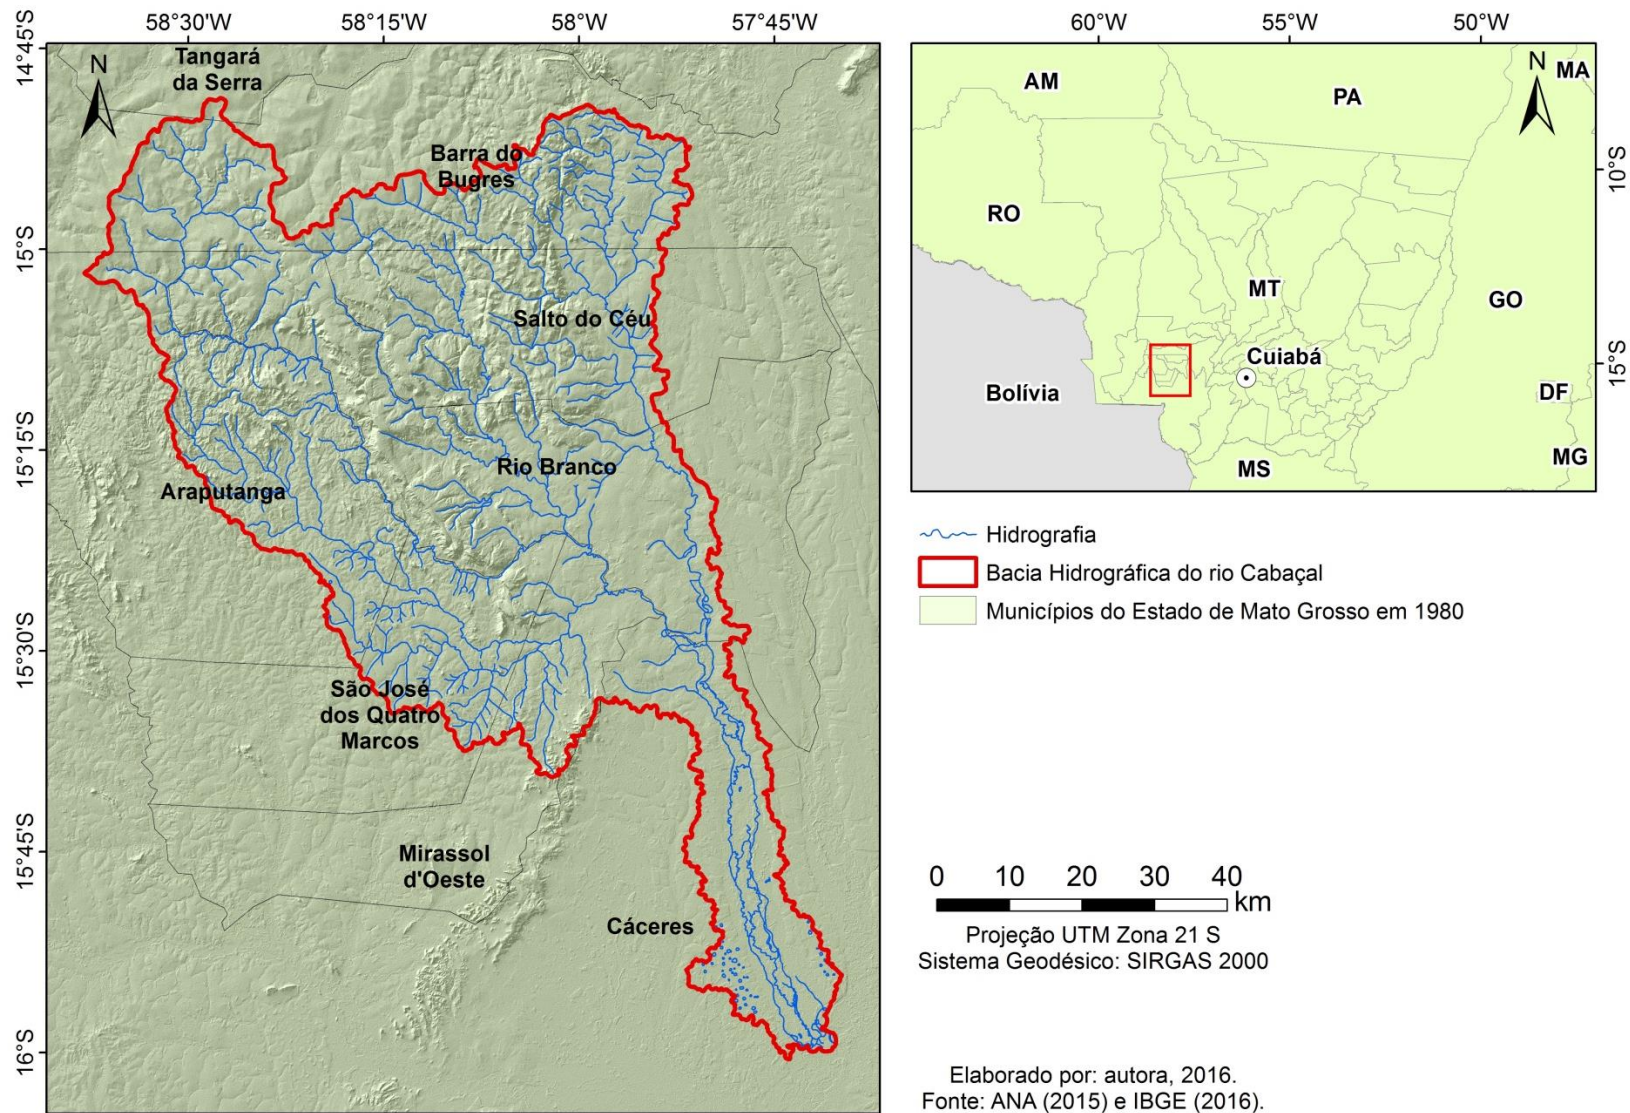 58°30'W
58°15'W
58°W
57°45'W
14°45'S
15°S
15°15'S
15°30'S
15°45'S
16°S
N
Tangará
da Serra
Barra do
Bugres
Salto do Céu
Rio Branco
Araputanga
São José
dos Quatro
Marcos
Mirassol
d'Oeste
Cáceres
60°W
55°W
50°W
10°S
15°S
N
AM
PA
MA
RO
MT
GO
Cuiabá
Bolívia
DF
MS
MG
Hidrografia
Bacia Hidrográfica do rio Cabaçal
Municípios do Estado de Mato Grosso em 1980
0 10 20 30 40
km
Projeção UTM Zona 21 S
Sistema Geodésico: SIRGAS 2000
Elaborado por: autora, 2016.
Fonte: ANA (2015) e IBGE (2016).